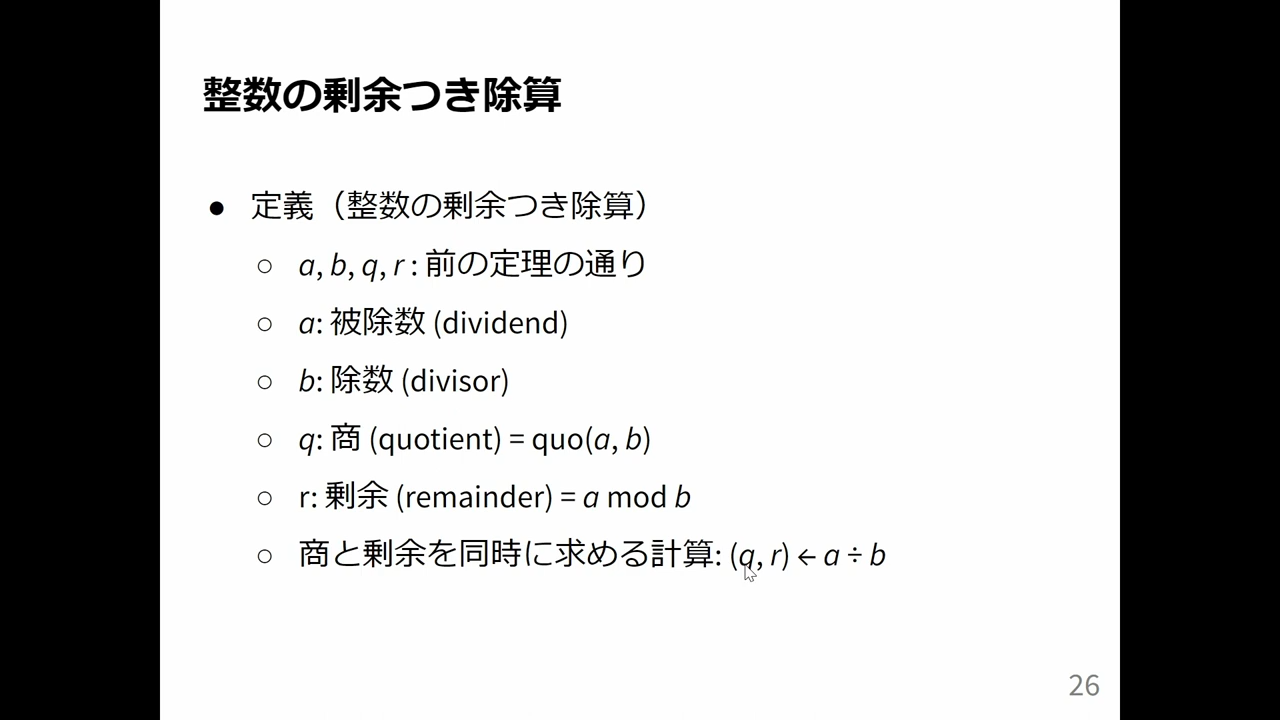 整数の剰余つき除算
● 定義（整数の剰余つき除算）
○ a, b, q, r : 前の定理の通り
○ a: 被除数 (dividend)
○ b: 除数 (divisor)
○ q: 商 (quotient) = quo(a, b)
○ r: 剰余 (remainder) = a mod b
○ 商と剰余を同時に求める計算: (q, r) ← a ÷ b
26